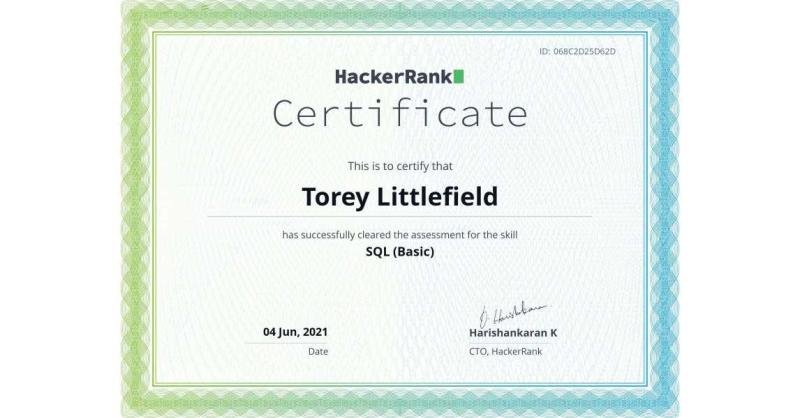 ID: 068C2D25D62D
HackerRank
Certificate
This is to certify that
Torey Littlefield
has successfully cleared the assessment for the skill
SQL (Basic)
04 Jun, 2021
Date
Harishankaran K
CTO, HackerRank